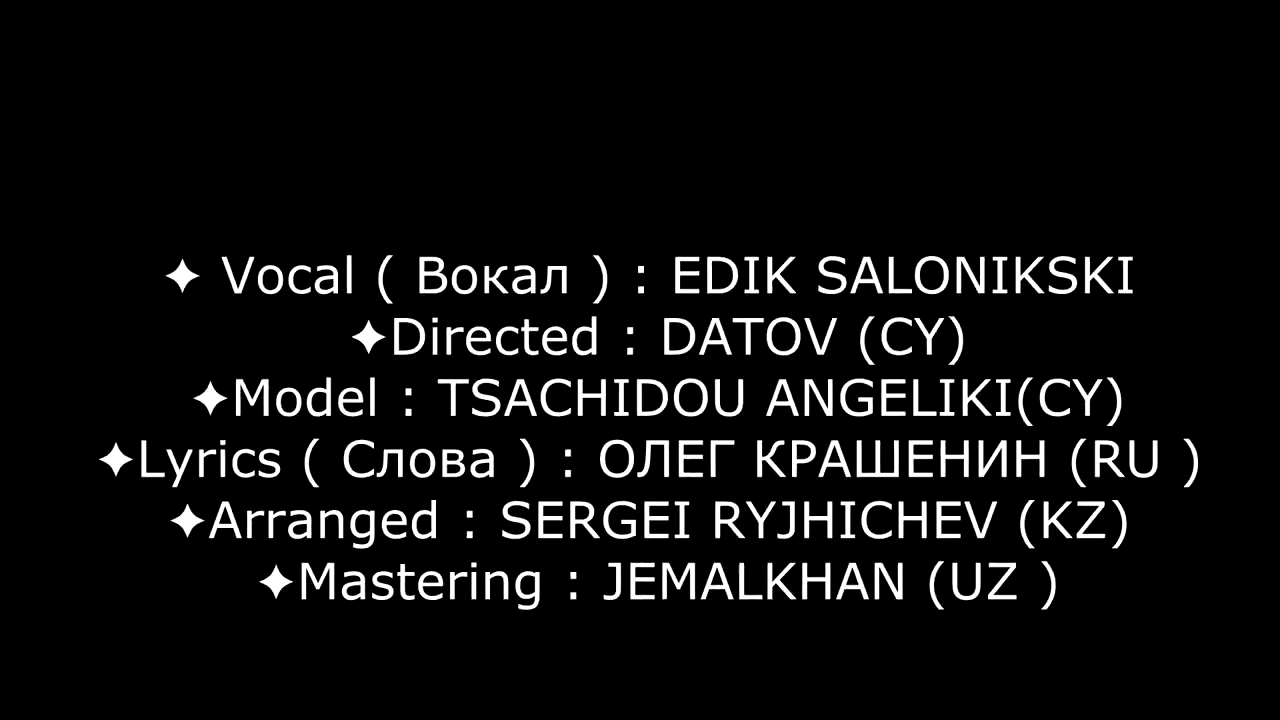 ✦ Vocal ( Вокал ) : EDIK SALONIKSKI
✦Directed : DATOV (CY)
✦Model : TSACHIDOU ANGELIKI(CY)
✦Lyrics ( Слова ) : ОЛЕГ КРАШЕНИН (RU )
✦Arranged : SERGEI RYJHICHEV (KZ)
✦Mastering : JEMALKHAN (UZ )